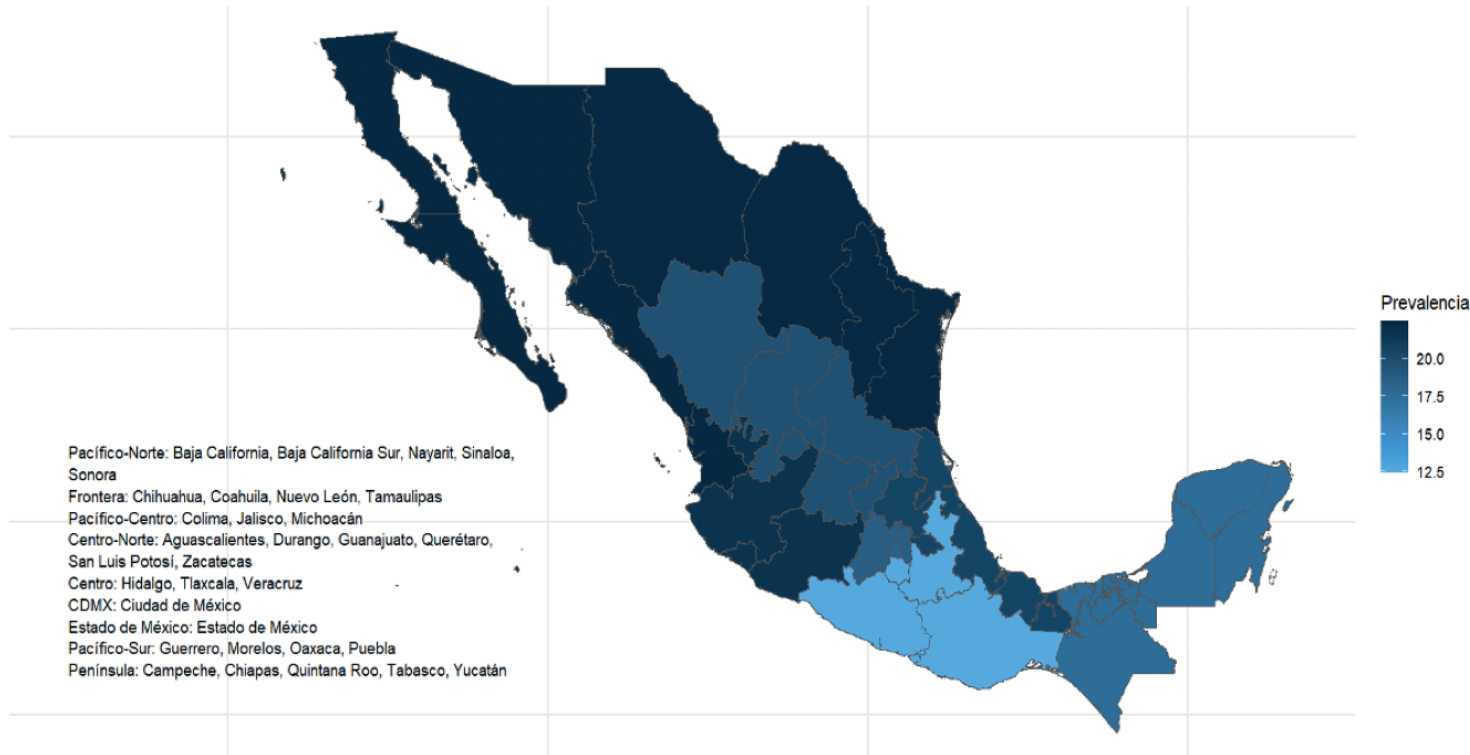 Prevalencia
20.0
17.5
15.0
12.5
Pacífico-Norte: Baja California, Baja California Sur, Nayarit, Sinaloa,
Sonora
Frontera: Chihuahua, Coahuila, Nuevo León, Tamaulipas
Pacífico-Centro: Colima, Jalisco, Michoacán
Centro-Norte: Aguascalientes, Durango, Guanajuato, Querétaro,
San Luis Potosí, Zacatecas
Centro: Hidalgo, Tlaxcala, Veracruz
CDMX: Ciudad de México
Estado de México: Estado de México
Pacífico-Sur: Guerrero, Morelos, Oaxaca, Puebla
Península: Campeche, Chiapas, Quintana Roo, Tabasco, Yucatán